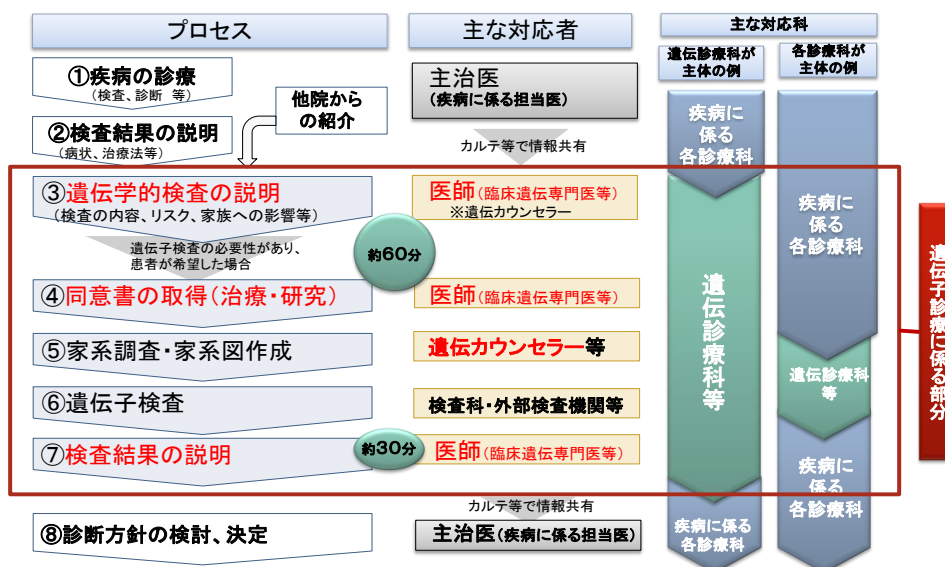 プロセス
主な対応者
主な対応科
遺伝診療科が
主体の例
各診療科が
主体の例
①疾病の診療
(検査、診断 等)
他院から
の紹介
②検査結果の説明
(病状、治療法等)
主治医
(疾病に係る担当医)
カルテ等で情報共有
③遺伝学的検査の説明
(検査の内容、リスク、家族への影響等)
医師(臨床遺伝専門医等)
※遺伝カウンセラー
遺伝子検査の必要性があり、
患者が希望した場合
約60分
④同意書の取得(治療・研究)
医師(臨床遺伝専門医等)
⑤家系調査・家系図作成
遺伝カウンセラー等
⑥遺伝子検査
検査科・外部検査機関等
⑦検査結果の説明
約30分
医師(臨床遺伝専門医等)
カルテ等で情報共有
⑧診断方針の検討、決定
主治医(疾病に係る担当医)
疾病に
係る
各診療科
遺伝診療科等
疾病に係る
各診療科
疾病に
係る
各診療科
遺伝診療科
等
疾病に
係る
各診療科
遺伝子診療に係る部分